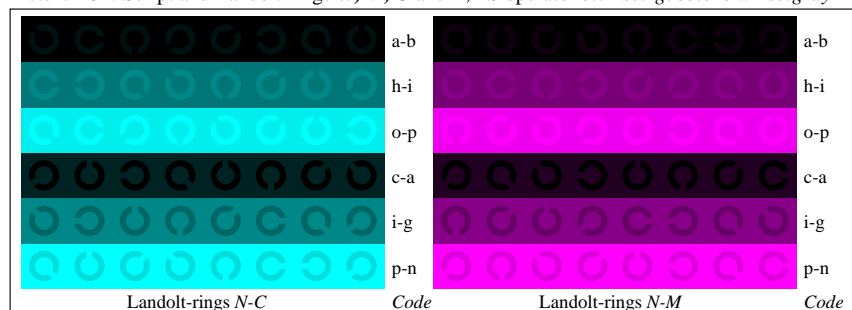 a-b a-b
h-i h-i
o-p o-p
c-a c-a
i-g i-g
p-n p-n
Landolt-rings N-C Code Landolt-rings N-M Code